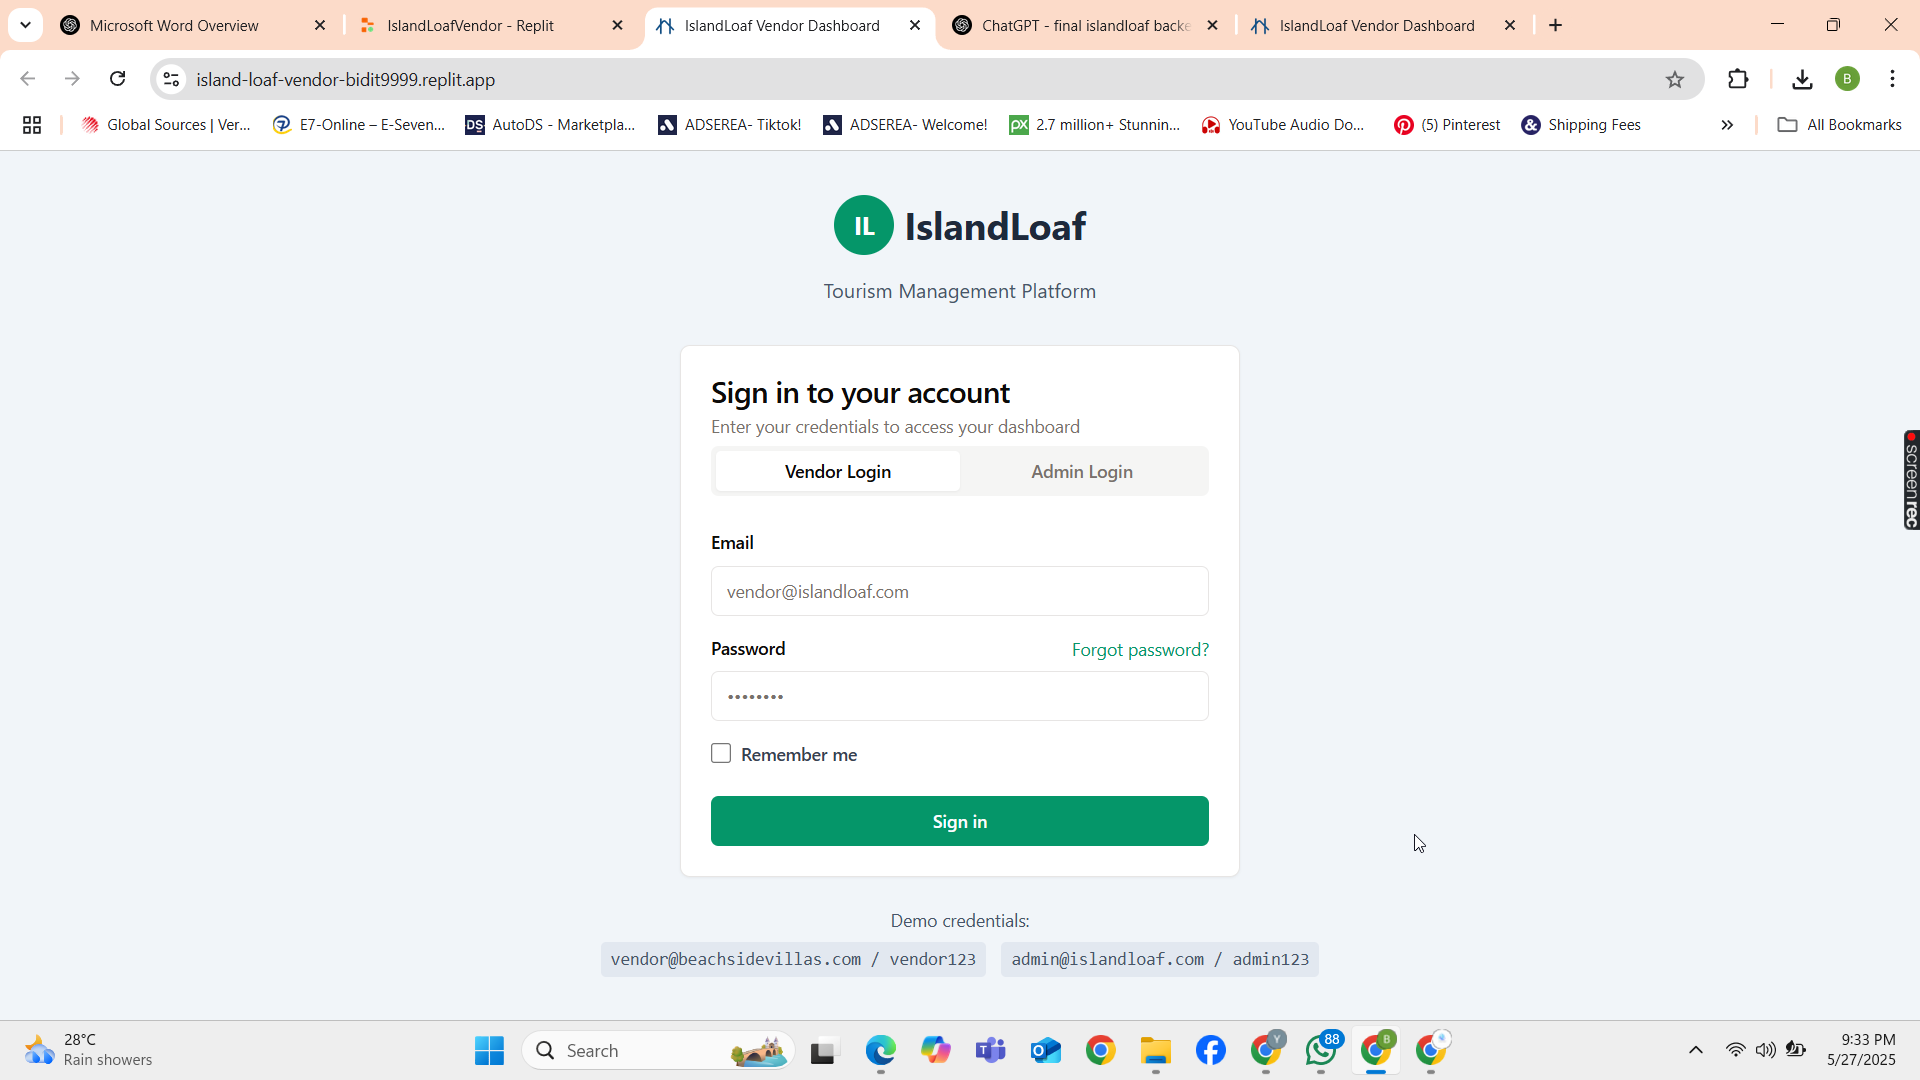 Microsoft Word Overview
IslandLoafVendor - Replit
IslandLoaf Vendor Dashboard
ChatGPT - final islandloaf backe
IslandLoaf Vendor Dashboard
island-loaf-vendor-bidit9999.replit.app
B
Global Sources | Ver...
E7-Online – E-Seven...
DS
AutoDS - Marketpla...
ADSEREA- Tiktok!
ADSEREA- Welcome!
px
2.7 million+ Stunnin...
YouTube Audio Do...
(5) Pinterest
&
Shipping Fees
All Bookmarks
IL
IslandLoaf
Tourism Management Platform
Sign in to your account
Enter your credentials to access your dashboard
Vendor Login
Admin Login
Email
vendor@islandloaf.com
Password
Forgot password?
••••••••
Remember me
Sign in
Demo credentials:
vendor@beachsidevillas.com / vendor123
admin@islandloaf.com / admin123
screenrec
28°C
Rain showers
Search
Y
88
B
9:33 PM
5/27/2025